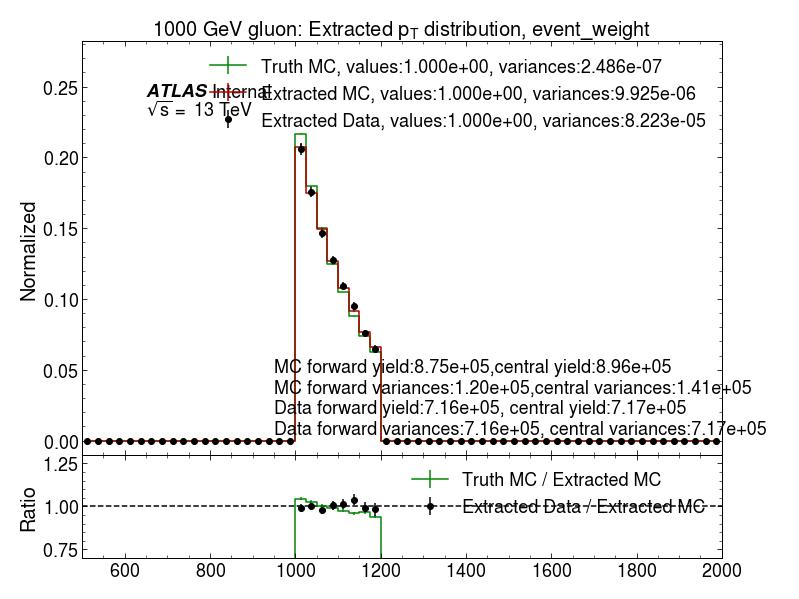 1000 GeV gluon: Extracted pT distribution, event_weight
Truth MC, values:1.000e+00, variances:2.486e-07
ATLAS Internal
Extracted MC, values:1.000e+00, variances:9.925e-06
√s = 13 TeV
Extracted Data, values:1.000e+00, variances:8.223e-05
0.25
0.20
0.15
0.10
0.05
0.00
Normalized
MC forward yield:8.75e+05,central yield:8.96e+05
MC forward variances:1.20e+05,central variances:1.41e+05
Data forward yield:7.16e+05, central yield:7.17e+05
Data forward variances:7.16e+05, central variances:7.17e+05
1.25
1.00
0.75
Ratio
Truth MC / Extracted MC
Extracted Data / Extracted MC
600 800 1000 1200 1400 1600 1800 2000